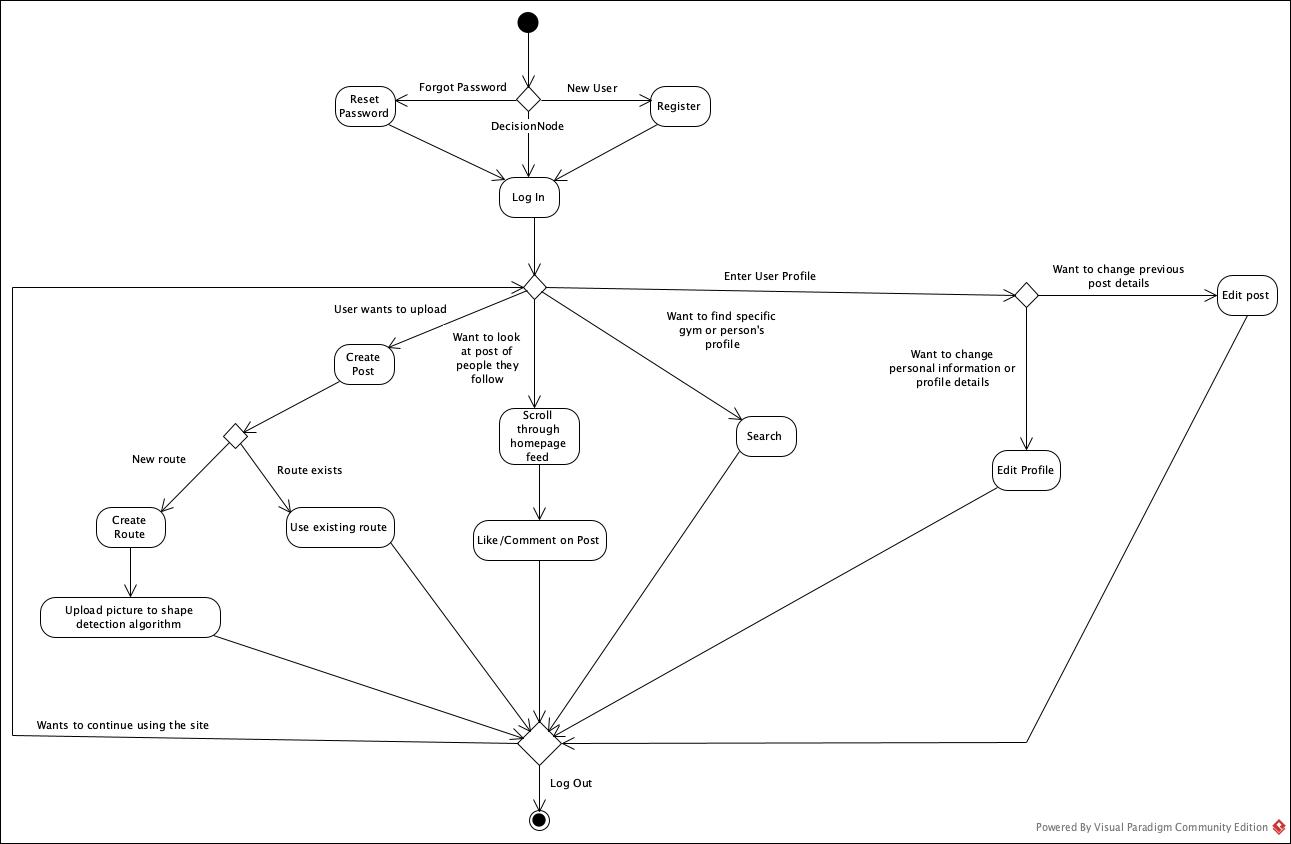 Forgot Password
New User
Reset
Password
Register
DecisionNode
Log In
Enter User Profile
Want to change previous
post details
Edit post
User wants to upload
Want to find specific
gym or person's
profile
Want to look
at post of
people they
follow
Create
Post
Want to change
personal information or
profile details
Scroll
through
homepage
feed
Search
New route
Route exists
Edit Profile
Create
Route
Use existing route
Like/Comment on Post
Upload picture to shape
detection algorithm
Wants to continue using the site
Log Out
Powered By Visual Paradigm Community Edition